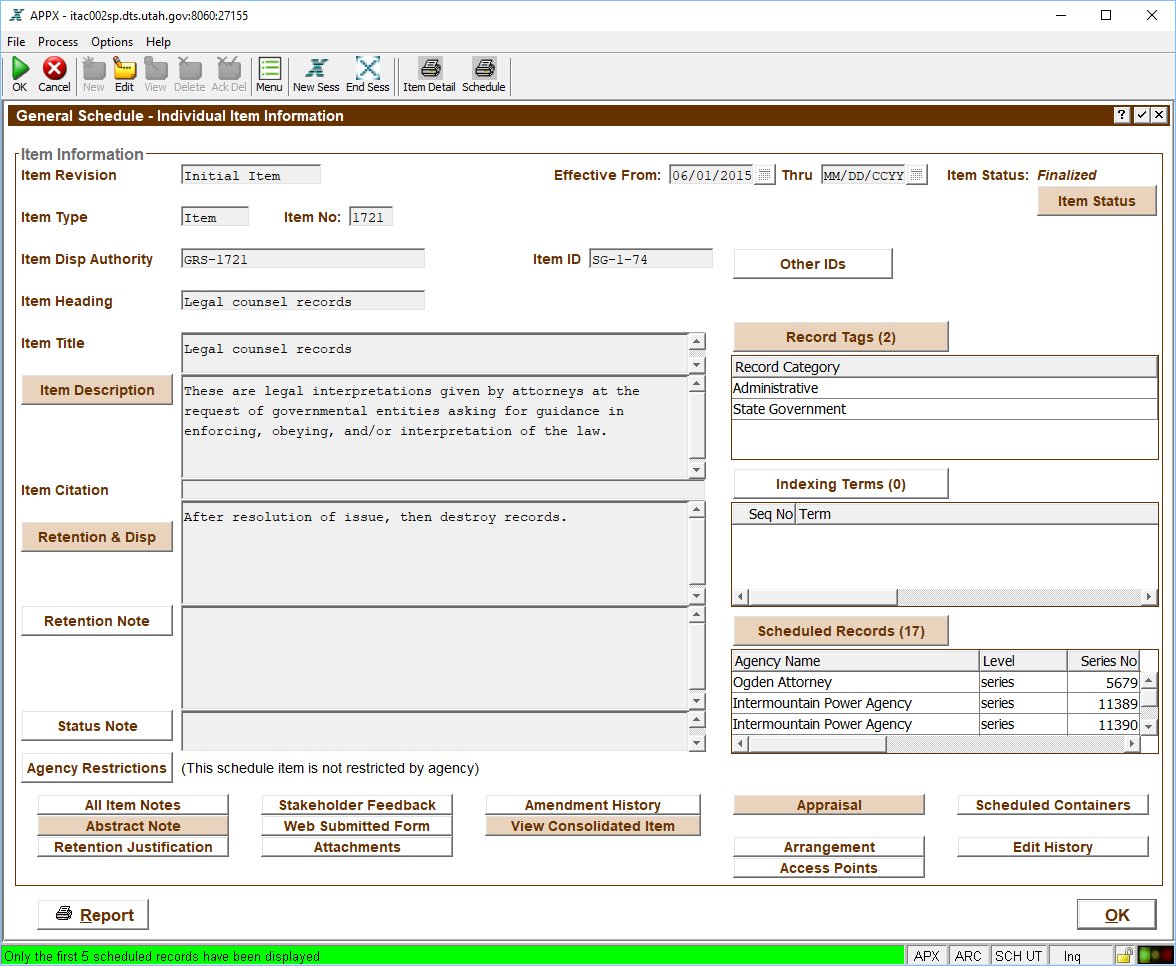 APPX - itac002sp.dts.utah.gov:8060:27155
File Process Options Help
OK Cancel New Edit View Delete Ack Del Menu New Sess End Sess Item Detail Schedule
General Schedule - Individual Item Information
Item Information
Item Revision Initial Item Effective From: 06/01/2015 Thru MM/DD/CCYY Item Status: Finalized
Item Status
Item Type Item Item No: 1721
Item Disp Authority GRS-1721 Item ID SG-1-74 Other IDs
Item Heading Legal counsel records
Item Title Legal counsel records
Record Tags (2)
Record Category
Administrative
State Government
Item Description These are legal interpretations given by attorneys at the
request of governmental entities asking for guidance in
enforcing, obeying, and/or interpretation of the law.
Item Citation
Indexing Terms (0)
Seq No Term
Retention & Disp After resolution of issue, then destroy records.
Retention Note
Scheduled Records (17)
Agency Name Level Series No
Ogden Attorney series 5679
Intermountain Power Agency series 11389
Intermountain Power Agency series 11390
Status Note
Agency Restrictions (This schedule item is not restricted by agency)
All Item Notes Stakeholder Feedback Amendment History Appraisal Scheduled Containers
Abstract Note Web Submitted Form View Consolidated Item
Retention Justification Attachments Arrangement Edit History
Access Points
Report OK
Only the first 5 scheduled records have been displayed APX ARC SCH UT Inq